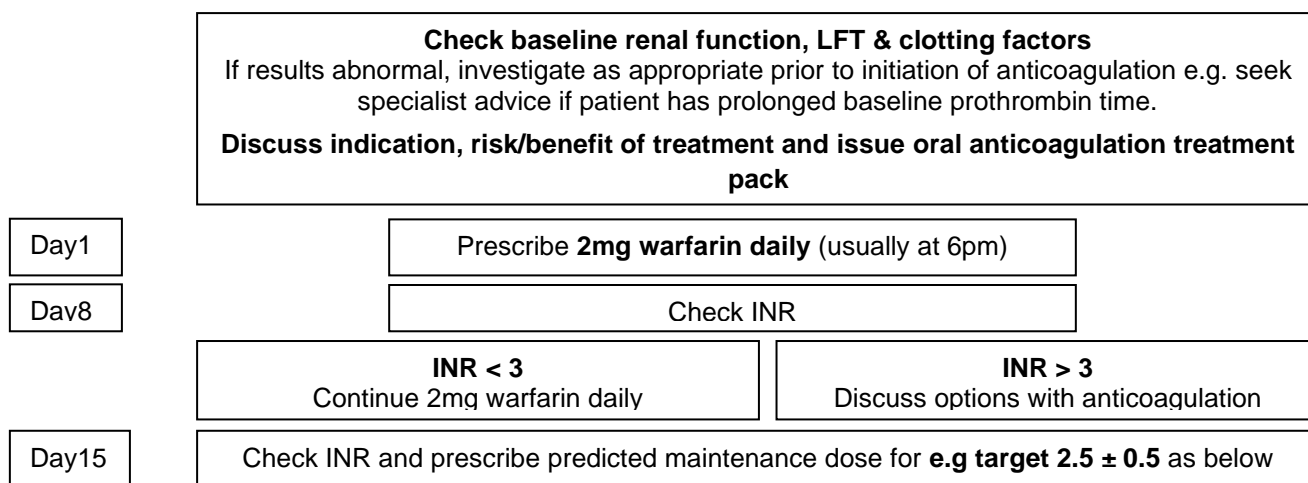 Check baseline renal function, LFT & clotting factors
If results abnormal, investigate as appropriate prior to initiation of anticoagulation e.g. seek
specialist advice if patient has prolonged baseline prothrombin time.
Discuss indication, risk/benefit of treatment and issue oral anticoagulation treatment
pack
Day1
Prescribe 2mg warfarin daily (usually at 6pm)
Day8
Check INR
INR < 3
Continue 2mg warfarin daily
INR > 3
Discuss options with anticoagulation
Day15
Check INR and prescribe predicted maintenance dose for e.g target 2.5 ± 0.5 as below